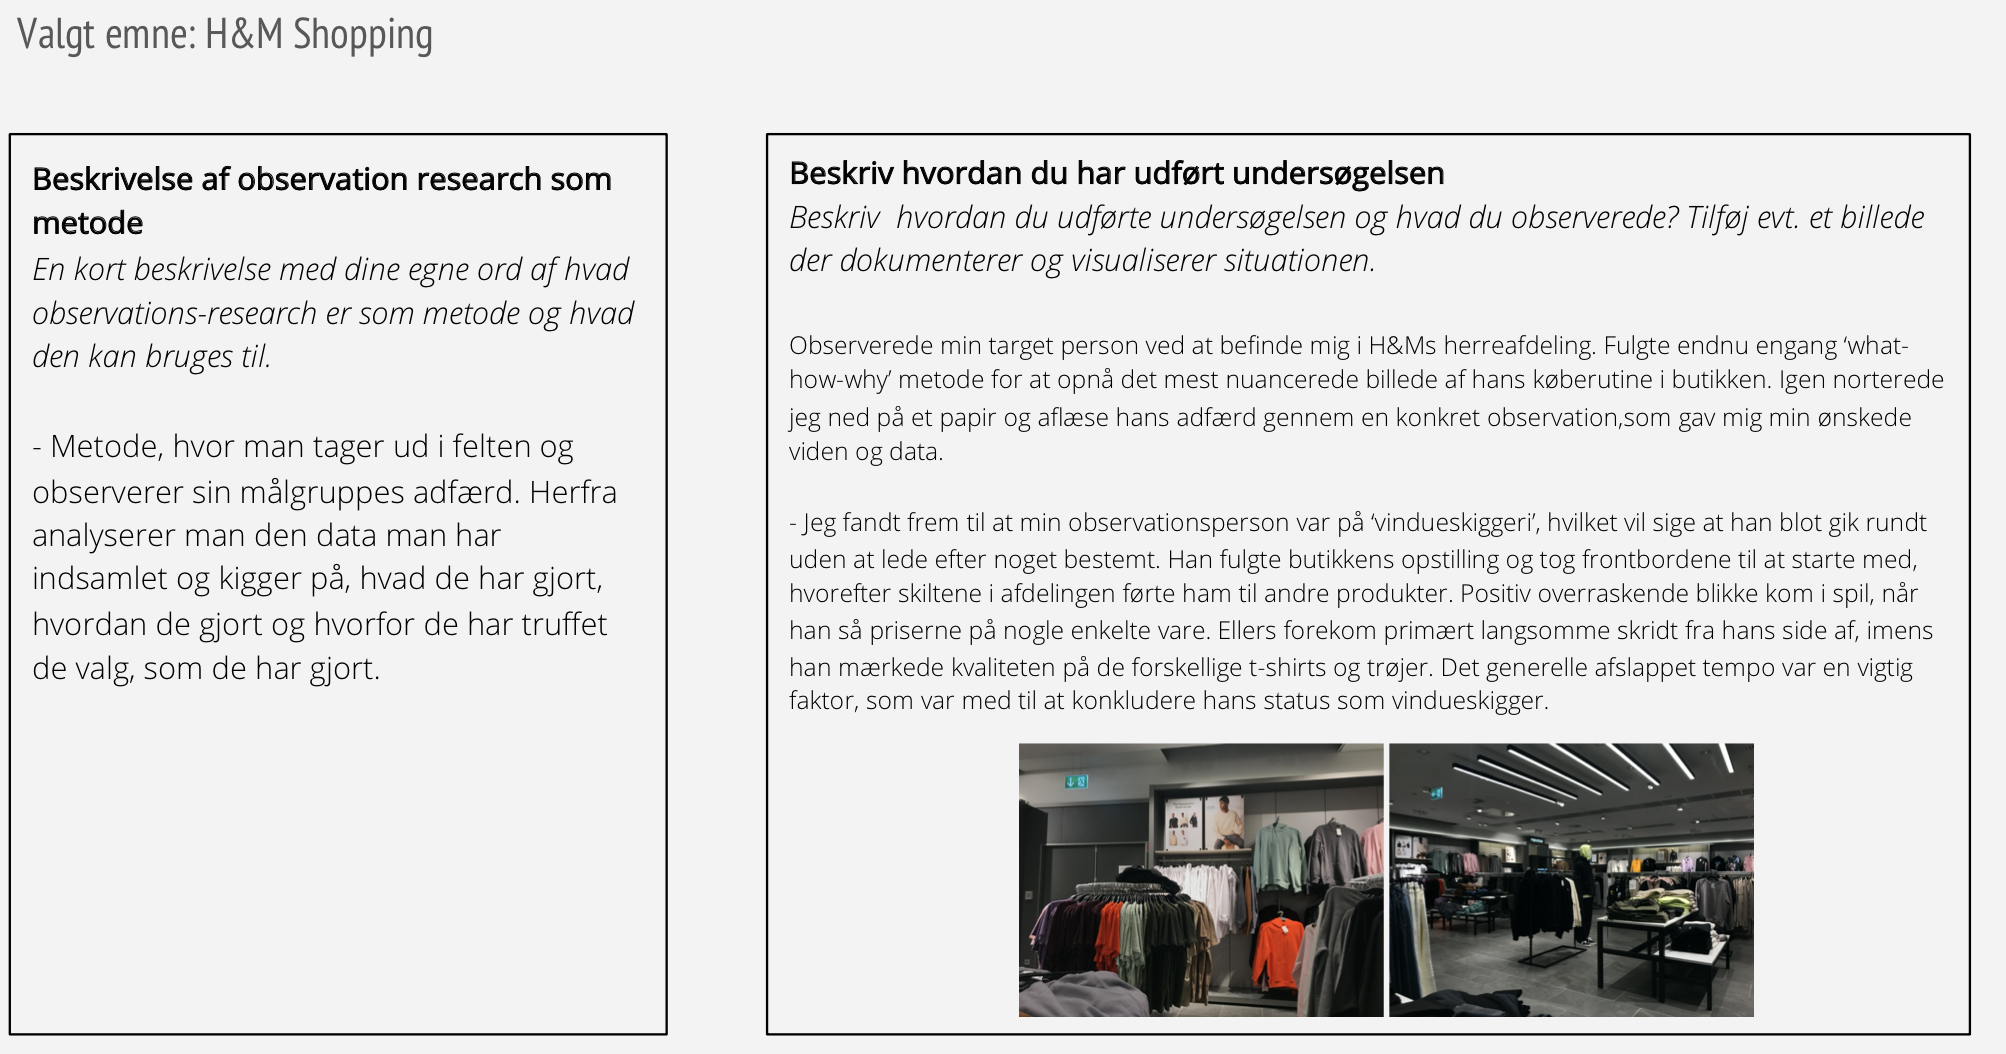 Valgt emne: H&M Shopping
Beskrivelse af observation research som
metode
En kort beskrivelse med dine egne ord af hvad
observations-research er som metode og hvad
den kan bruges til.
- Metode, hvor man tager ud i felten og
observerer sin målgruppes adfærd. Herfra
analyserer man den data man har
indsamlet og kigger på, hvad de har gjort,
hvordan de gjort og hvorfor de har truffet
de valg, som de har gjort.
Beskriv hvordan du har udført undersøgelsen
Beskriv  hvordan du udførte undersøgelsen og hvad du observerede? Tilføj evt. et billede
der dokumenterer og visualiserer situationen.
Observerede min target person ved at befinde mig i H&Ms herreafdeling. Fulgte endnu engang ‘what-
how-why’ metode for at opnå det mest nuancerede billede af hans køberutine i butikken. Igen norterede
jeg ned på et papir og aflæse hans adfærd gennem en konkret observation,som gav mig min ønskede
viden og data.
- Jeg fandt frem til at min observationsperson var på ‘vindueskiggeri’, hvilket vil sige at han blot gik rundt
uden at lede efter noget bestemt. Han fulgte butikkens opstilling og tog frontbordene til at starte med,
hvorefter skiltene i afdelingen førte ham til andre produkter. Positiv overraskende blikke kom i spil, når
han så priserne på nogle enkelte vare. Ellers forekom primært langsomme skridt fra hans side af, imens
han mærkede kvaliteten på de forskellige t-shirts og trøjer. Det generelle afslappet tempo var en vigtig
faktor, som var med til at konkludere hans status som vindueskigger.